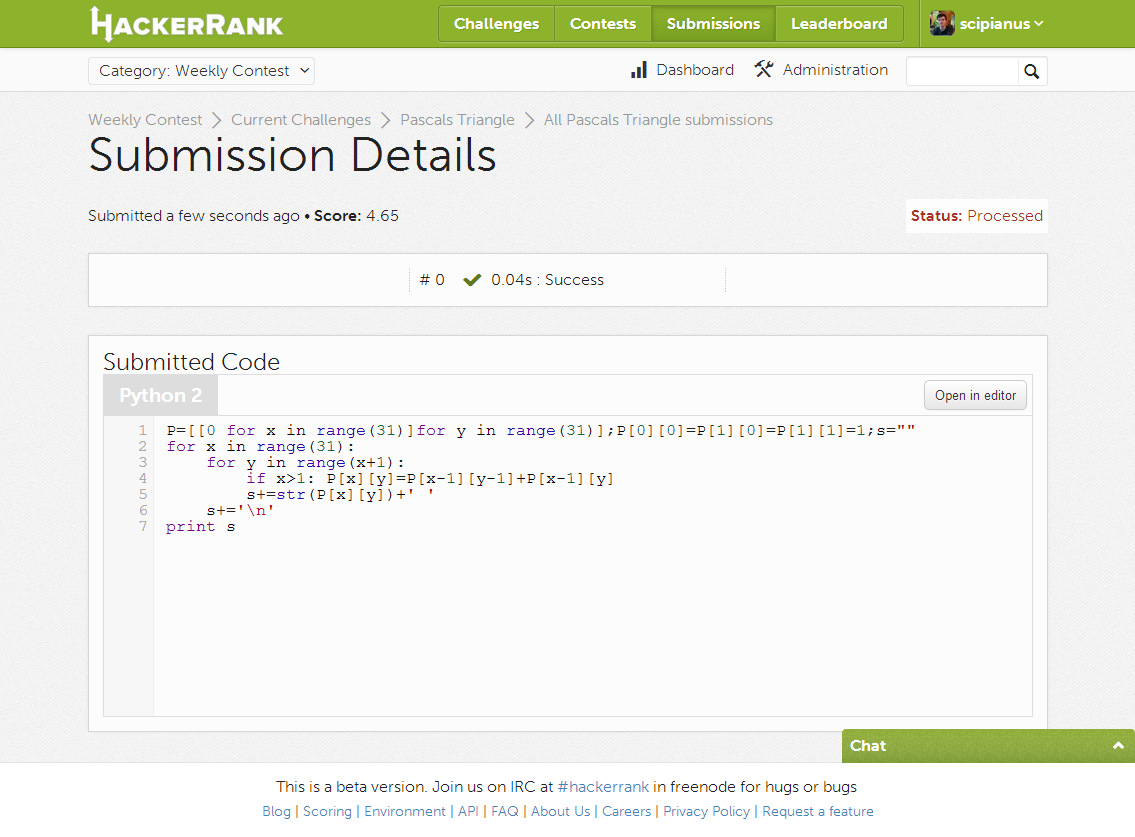 HACKERRANK
Challenges Contests Submissions Leaderboard scipianus
Category: Weekly Contest Dashboard Administration
Weekly Contest Current Challenges Pascals Triangle All Pascals Triangle submissions
Submission Details
Submitted a few seconds ago • Score: 4.65 Status: Processed
# 0 0.04s : Success
Submitted Code
Python 2 Open in editor
1 P=[[0 for x in range(31)]for y in range(31)];P[0][0]=P[1][0]=P[1][1]=1;s=""
2 for x in range(31):
3     for y in range(x+1):
4         if x>1: P[x][y]=P[x-1][y-1]+P[x-1][y]
5         s+=str(P[x][y])+' '
6     s+='\n'
7 print s
Chat
This is a beta version. Join us on IRC at #hackerrank in freenode for hugs or bugs
Blog | Scoring | Environment | API | FAQ | About Us | Careers | Privacy Policy | Request a feature